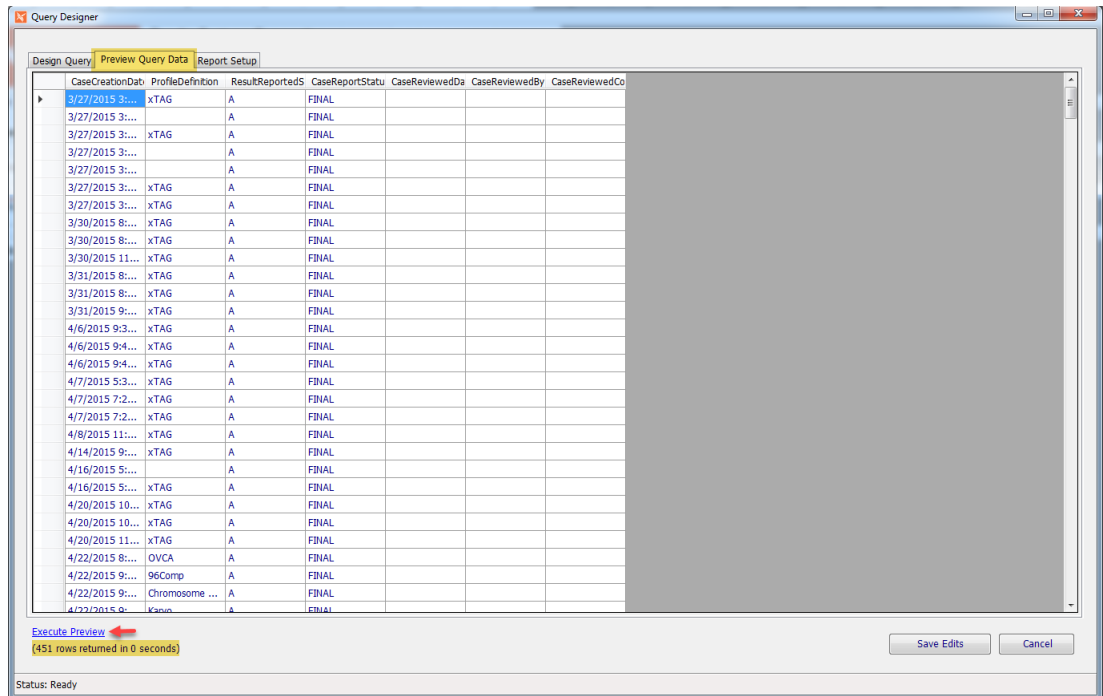 Query Designer
Design Query Preview Query Data Report Setup
CaseCreationDat ProfileDefinition ResultReportedS CaseReportStatu CaseReviewedDa CaseReviewedBy CaseReviewedCo
3/27/2015 3:... xTAG A FINAL
3/27/2015 3:... A FINAL
3/27/2015 3:... xTAG A FINAL
3/27/2015 3:... A FINAL
3/27/2015 3:... A FINAL
3/27/2015 3:... xTAG A FINAL
3/27/2015 3:... xTAG A FINAL
3/30/2015 8:... xTAG A FINAL
3/30/2015 8:... xTAG A FINAL
3/30/2015 11... xTAG A FINAL
3/31/2015 8:... xTAG A FINAL
3/31/2015 8:... xTAG A FINAL
3/31/2015 9:... xTAG A FINAL
4/6/2015 9:3... xTAG A FINAL
4/6/2015 9:4... xTAG A FINAL
4/6/2015 9:4... xTAG A FINAL
4/7/2015 5:3... xTAG A FINAL
4/7/2015 7:2... xTAG A FINAL
4/7/2015 7:2... xTAG A FINAL
4/8/2015 11:... xTAG A FINAL
4/14/2015 9:... xTAG A FINAL
4/16/2015 5:... A FINAL
4/16/2015 5:... xTAG A FINAL
4/20/2015 10... xTAG A FINAL
4/20/2015 10... xTAG A FINAL
4/20/2015 11... xTAG A FINAL
4/22/2015 8:... OVCA A FINAL
4/22/2015 9:... 96Comp A FINAL
4/22/2015 9:... Chromosome ... A FINAL
4/22/2015 9:... Karyo A FINAL
Execute Preview
(451 rows returned in 0 seconds)
Save Edits Cancel
Status: Ready